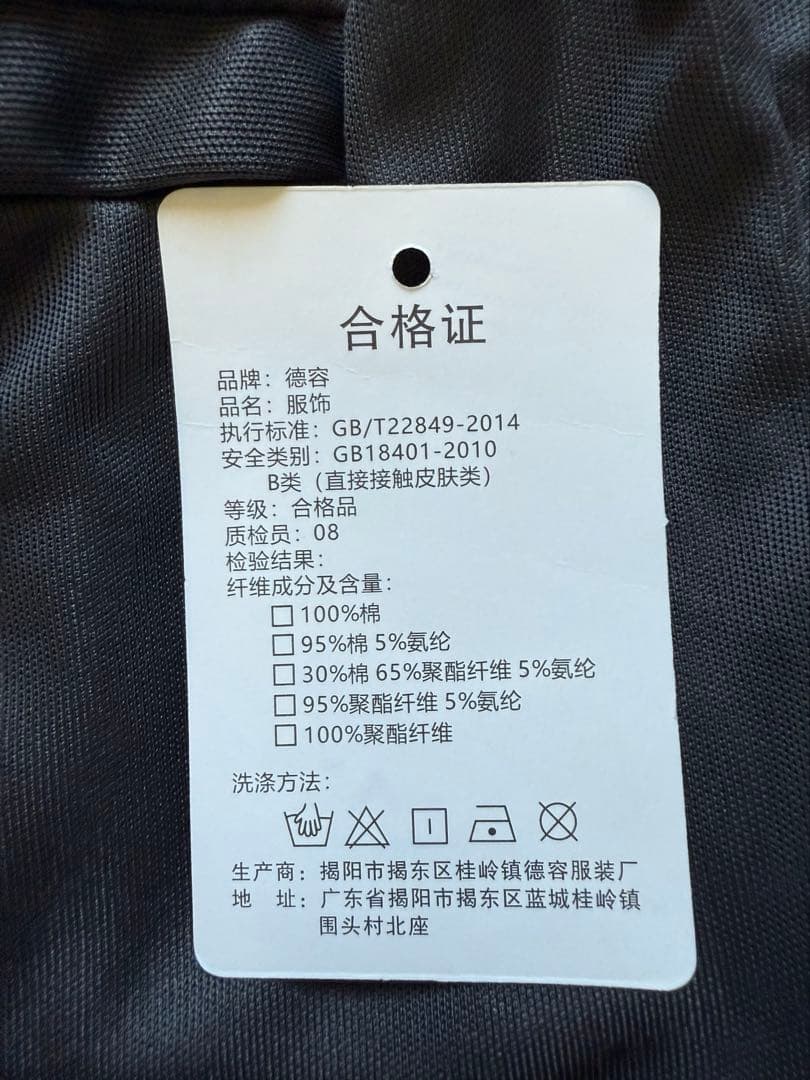 合格证
品牌：德容
品名：服饰
执行标准：GB/T22849-2014
安全类别：GB18401-2010
B类（直接接触皮肤类）
等级：合格品
质检员：08
检验结果：
纤维成分及含量：
□100%棉
□95%棉 5%氨纶
□30%棉 65%聚酯纤维 5%氨纶
□95%聚酯纤维 5%氨纶
□100%聚酯纤维
洗涤方法：
生产商：揭阳市揭东区桂岭镇德容服装厂
地 址：广东省揭阳市揭东区蓝城桂岭镇
围头村北座